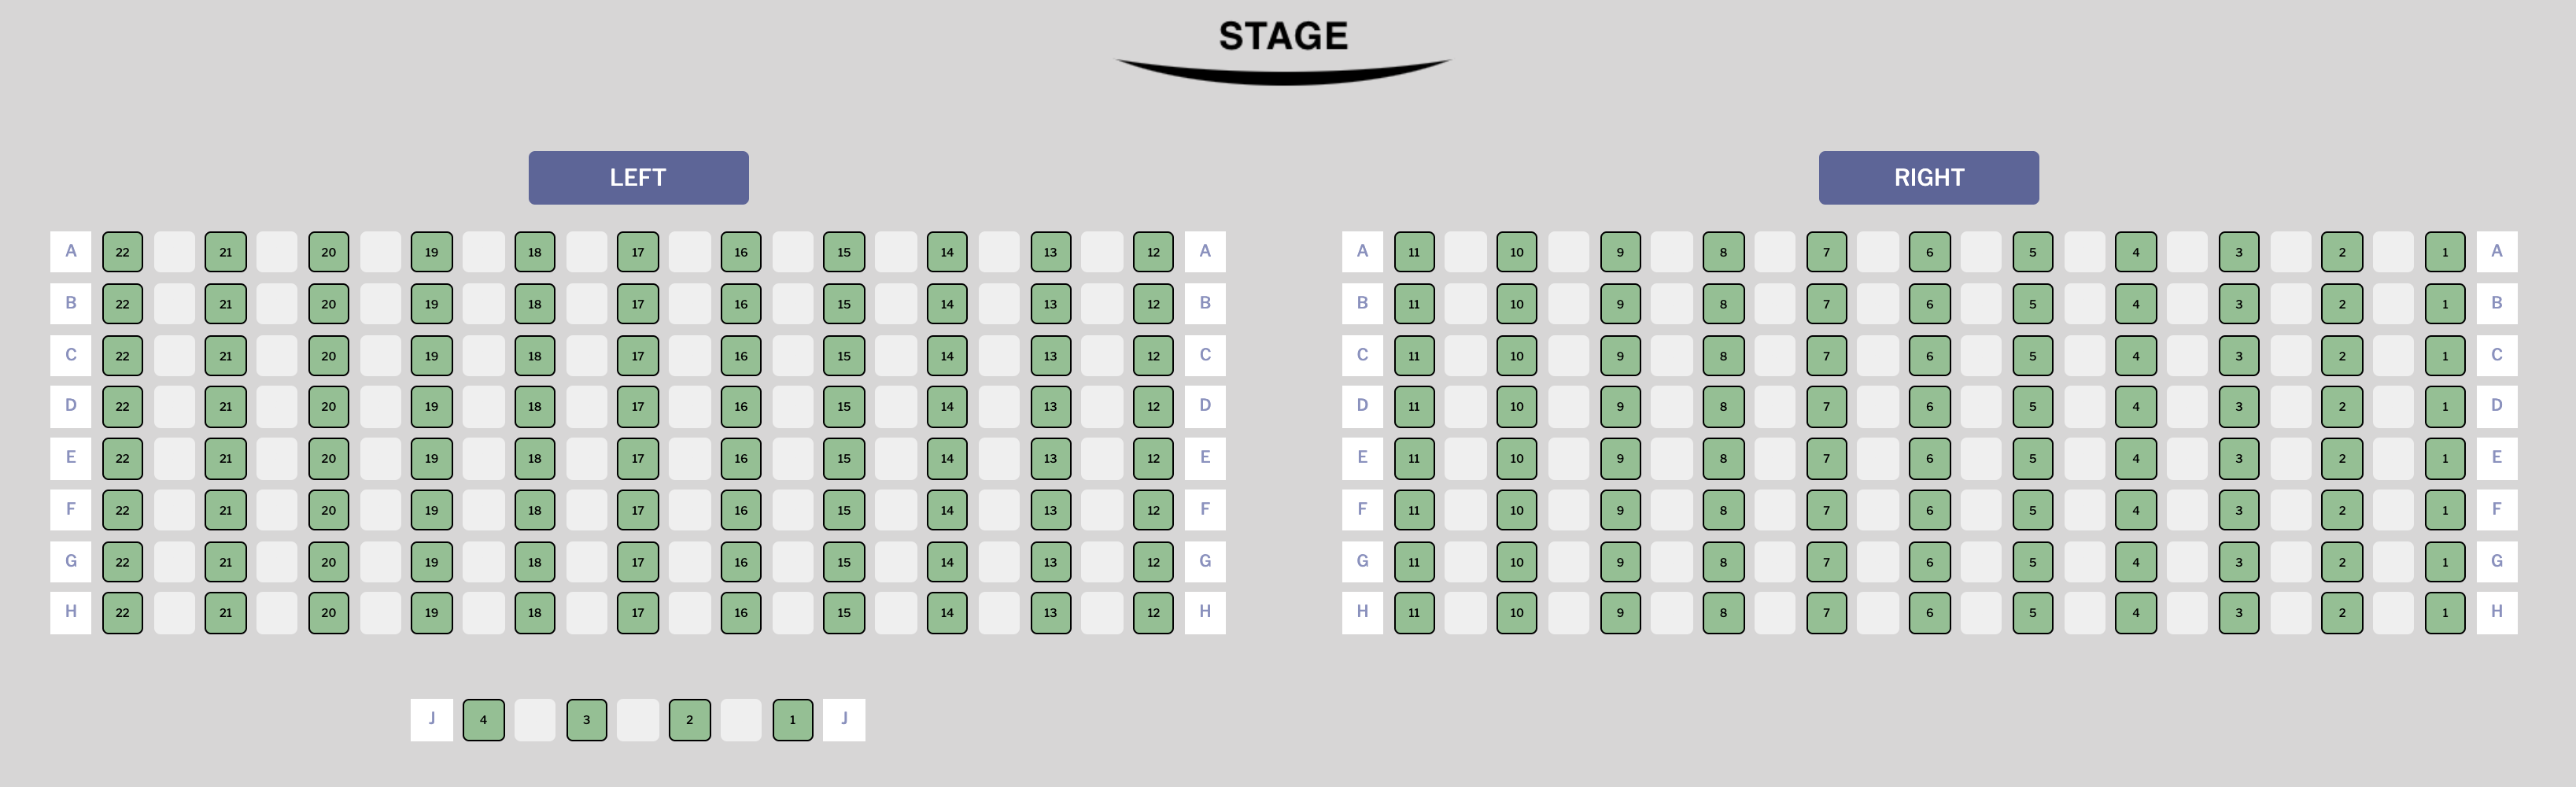 STAGE
LEFT RIGHT
A 22 21 20 19 18 17 16 15 14 13 12 A A 11 10 9 8 7 6 5 4 3 2 1 A
B 22 21 20 19 18 17 16 15 14 13 12 B B 11 10 9 8 7 6 5 4 3 2 1 B
C 22 21 20 19 18 17 16 15 14 13 12 C C 11 10 9 8 7 6 5 4 3 2 1 C
D 22 21 20 19 18 17 16 15 14 13 12 D D 11 10 9 8 7 6 5 4 3 2 1 D
E 22 21 20 19 18 17 16 15 14 13 12 E E 11 10 9 8 7 6 5 4 3 2 1 E
F 22 21 20 19 18 17 16 15 14 13 12 F F 11 10 9 8 7 6 5 4 3 2 1 F
G 22 21 20 19 18 17 16 15 14 13 12 G G 11 10 9 8 7 6 5 4 3 2 1 G
H 22 21 20 19 18 17 16 15 14 13 12 H H 11 10 9 8 7 6 5 4 3 2 1 H
J 4 3 2 1 J